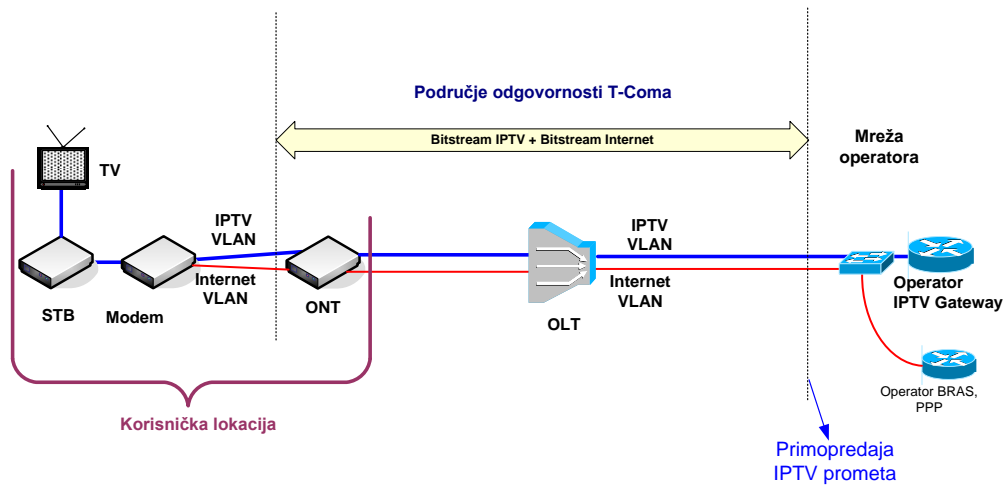 Područje odgovornosti T-Coma
Bitstream IPTV + Bitstream Internet
Mreža
operatora
TV
IPTV
VLAN
Internet
VLAN
STB
Modem
ONT
OLT
IPTV
VLAN
Internet
VLAN
Operator
IPTV Gateway
Operator BRAS,
PPP
Korisnička lokacija
Primopredaja
IPTV prometa